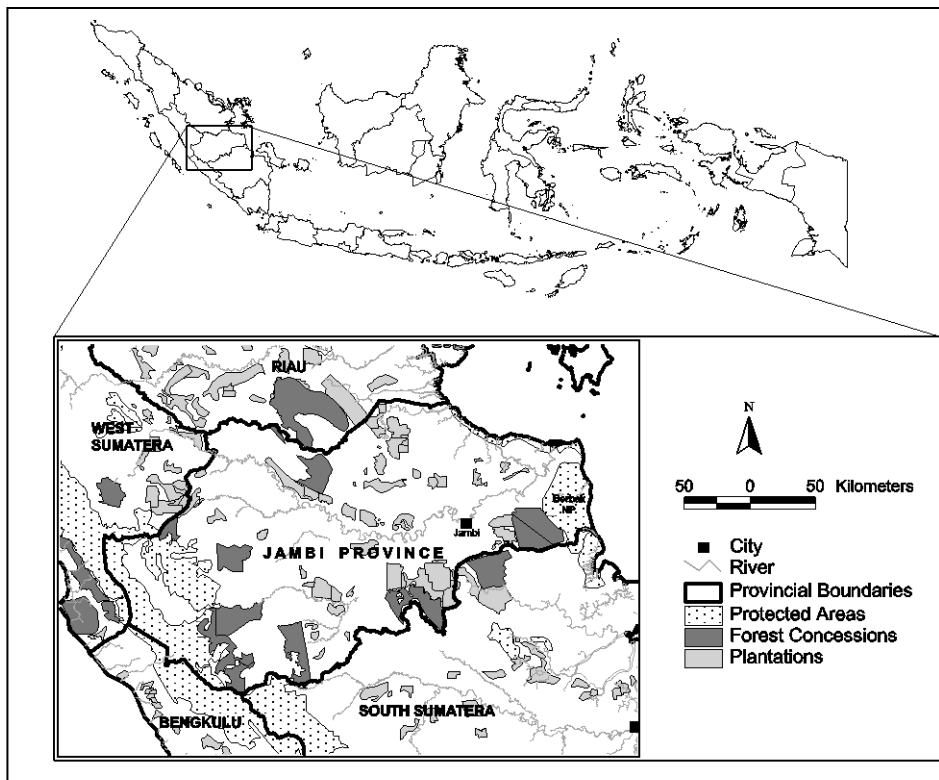 RIAU
WEST
SUMATERA
Berbak
NP
Jambi
JAMBI PROVINCE
BENGKULU
SOUTH SUMATERA
N
50 0 50 Kilometers
City
River
Provincial Boundaries
Protected Areas
Forest Concessions
Plantations